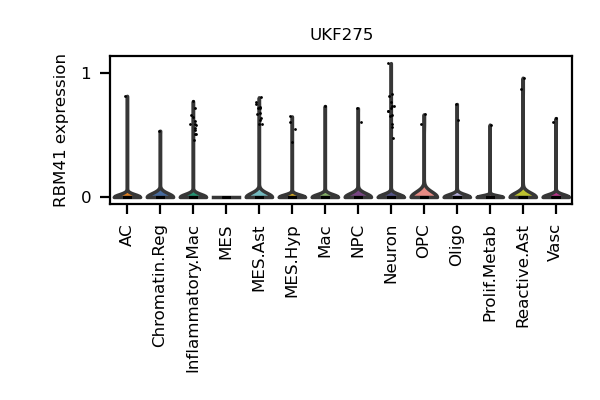 UKF275
RBM41 expression
1
0
AC
Chromatin.Reg
Inflammatory.Mac
MES
MES.Ast
MES.Hyp
Mac
NPC
Neuron
OPC
Oligo
Prolif.Metab
Reactive.Ast
Vasc